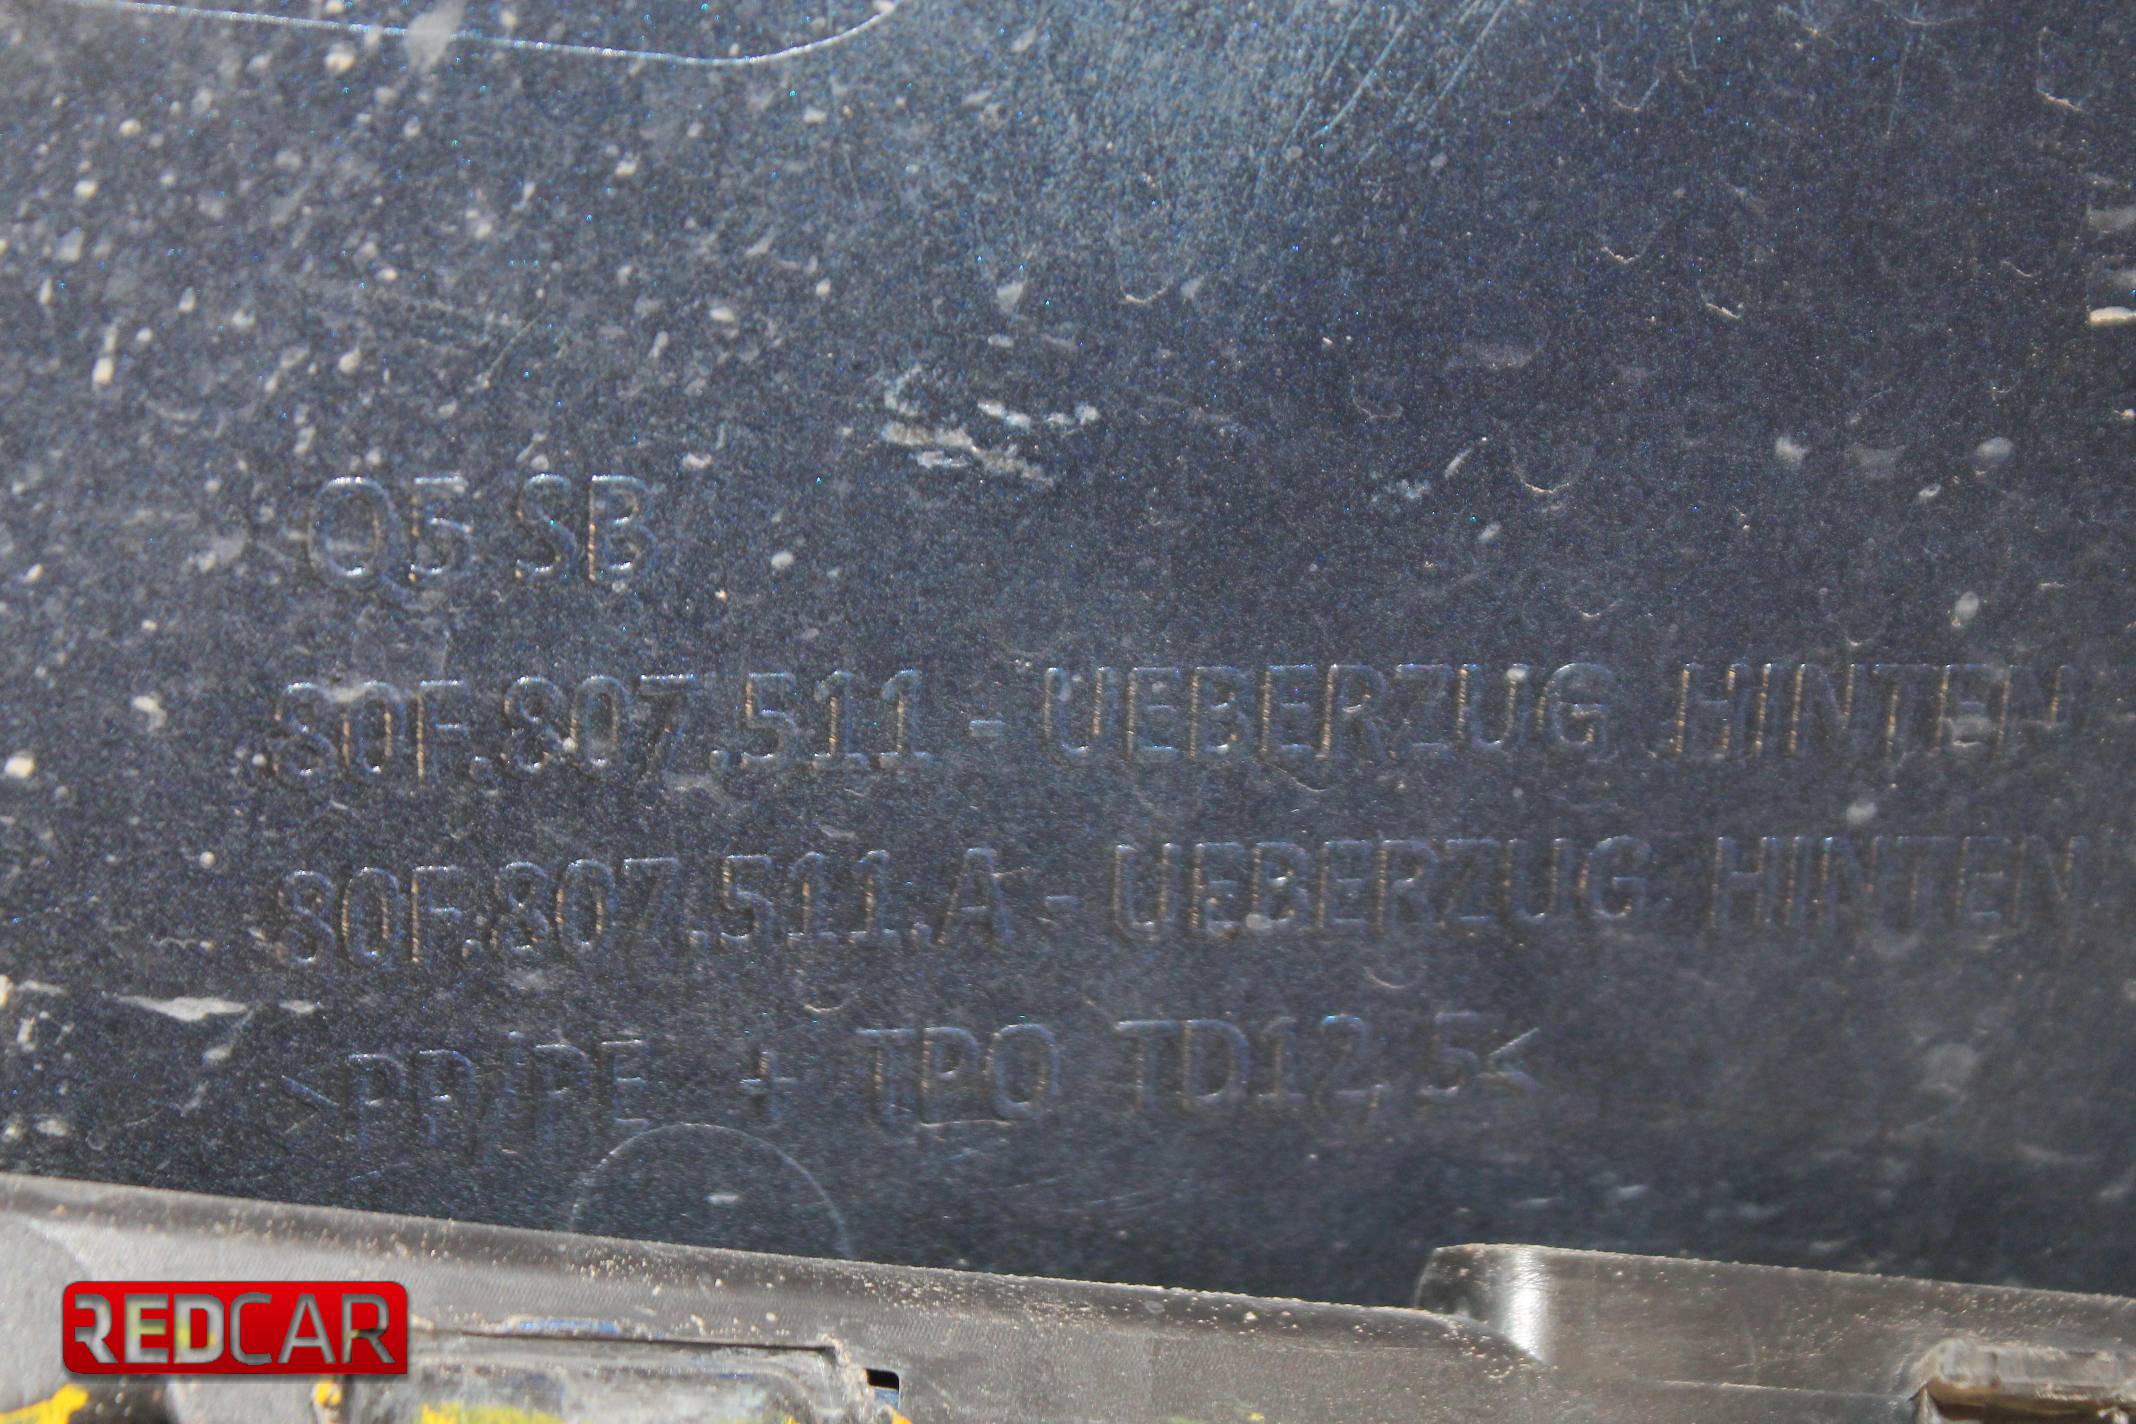 Q5 SB
80F.807.511 - UEBERZUG HINTEN
80F.807.511.A - UEBERZUG HINTEN
>PP/PE + TPO TD12,5<
REDCAR